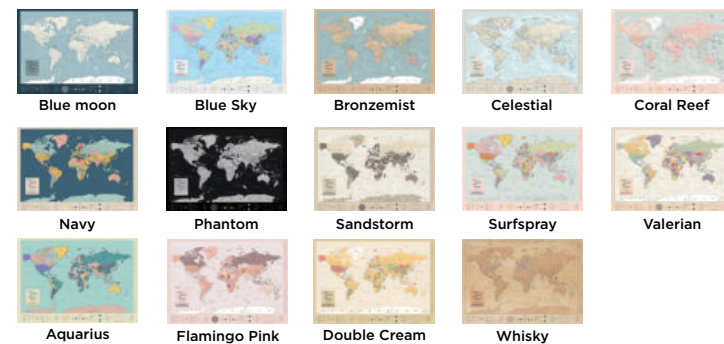 Blue moon
Blue Sky
Bronzemist
Celestial
Coral Reef
Navy
Phantom
Sandstorm
Surfspray
Valerian
Aquarius
Flamingo Pink
Double Cream
Whisky